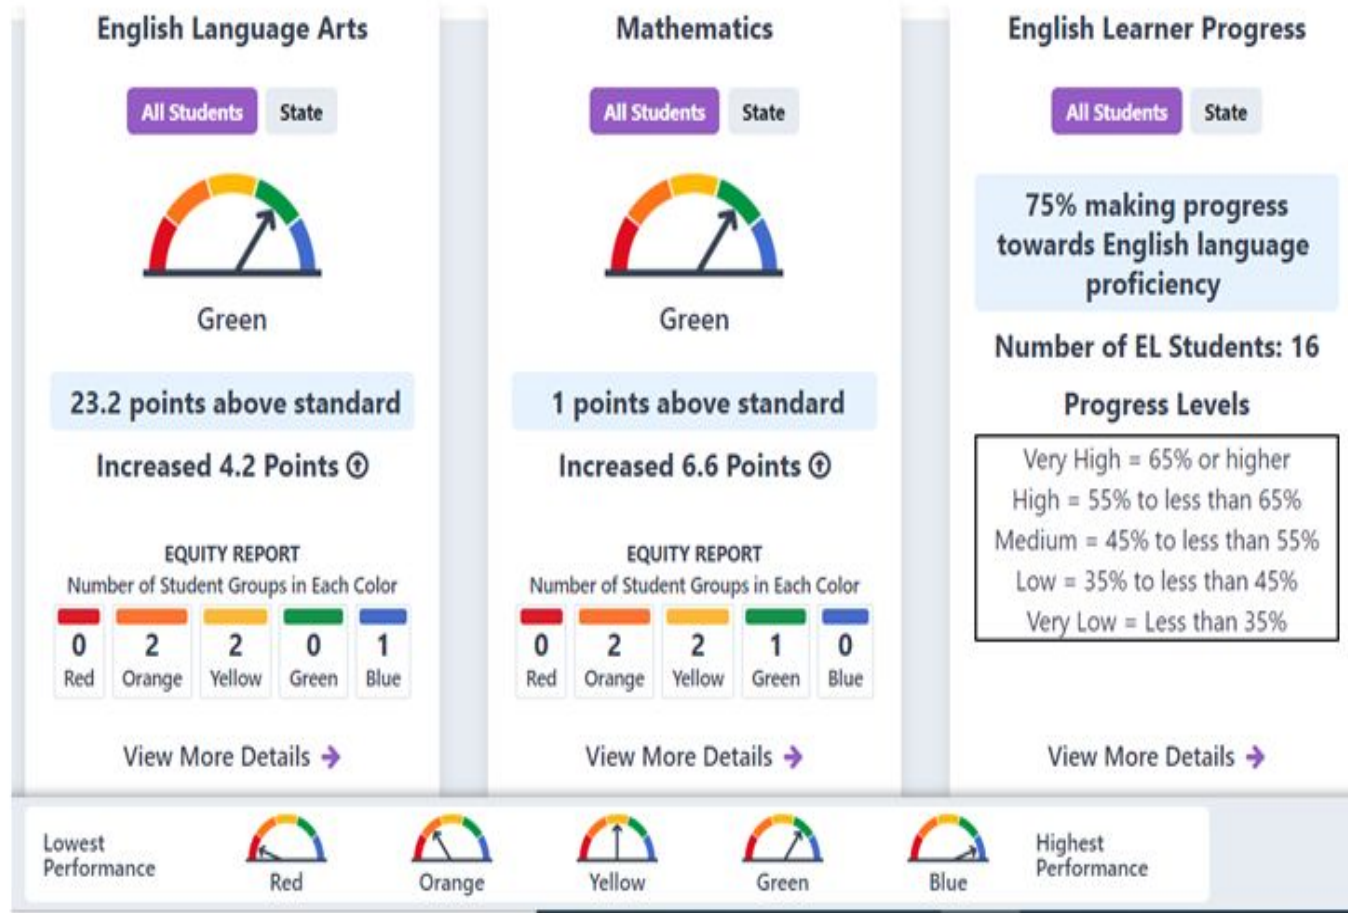 English Language Arts
All Students State
Green
23.2 points above standard
Increased 4.2 Points
EQUITY REPORT
Number of Student Groups in Each Color
0 2 2 0 1
Red Orange Yellow Green Blue
View More Details →
Mathematics
All Students State
Green
1 points above standard
Increased 6.6 Points
EQUITY REPORT
Number of Student Groups in Each Color
0 2 2 1 0
Red Orange Yellow Green Blue
View More Details →
English Learner Progress
All Students State
75% making progress
towards English language
proficiency
Number of EL Students: 16
Progress Levels
Very High = 65% or higher
High = 55% to less than 65%
Medium = 45% to less than 55%
Low = 35% to less than 45%
Very Low = Less than 35%
View More Details →
Lowest
Performance
Red Orange Yellow Green Blue
Highest
Performance